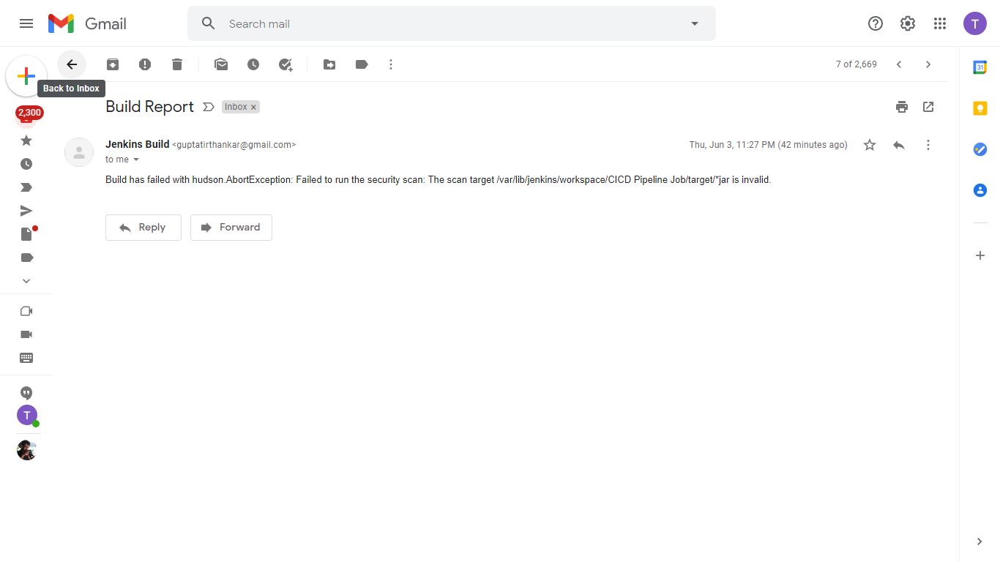 Gmail
Search mail
T
7 of 2,669
31
Back to Inbox
Build Report
Inbox ×
2,300
Jenkins Build <guptatirthankar@gmail.com>
Thu, Jun 3, 11:27 PM (42 minutes ago)
to me
Build has failed with hudson.AbortException: Failed to run the security scan: The scan target /var/lib/jenkins/workspace/CICD Pipeline Job/target/*jar is invalid.
Reply
Forward
T